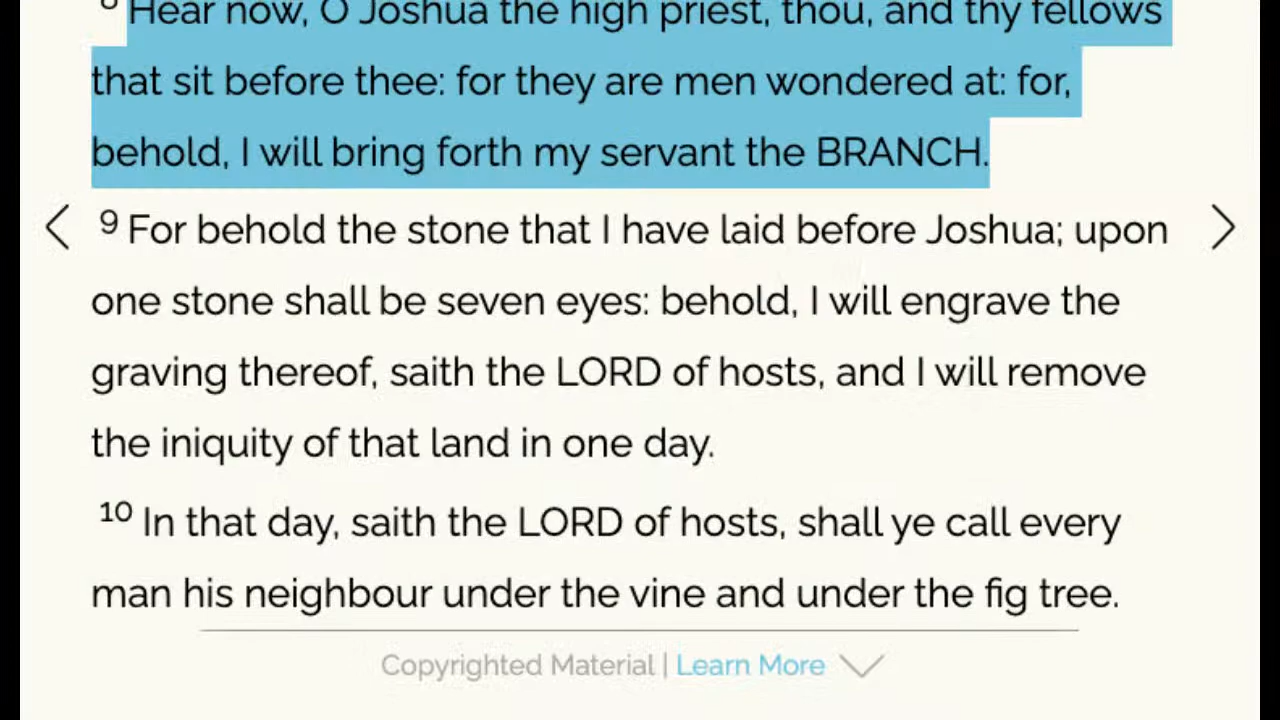 8 Hear now, O Joshua the high priest, thou, and thy fellows
that sit before thee: for they are men wondered at: for,
behold, I will bring forth my servant the BRANCH.
9 For behold the stone that I have laid before Joshua; upon
one stone shall be seven eyes: behold, I will engrave the
graving thereof, saith the LORD of hosts, and I will remove
the iniquity of that land in one day.
10 In that day, saith the LORD of hosts, shall ye call every
man his neighbour under the vine and under the fig tree.
Copyrighted Material | Learn More